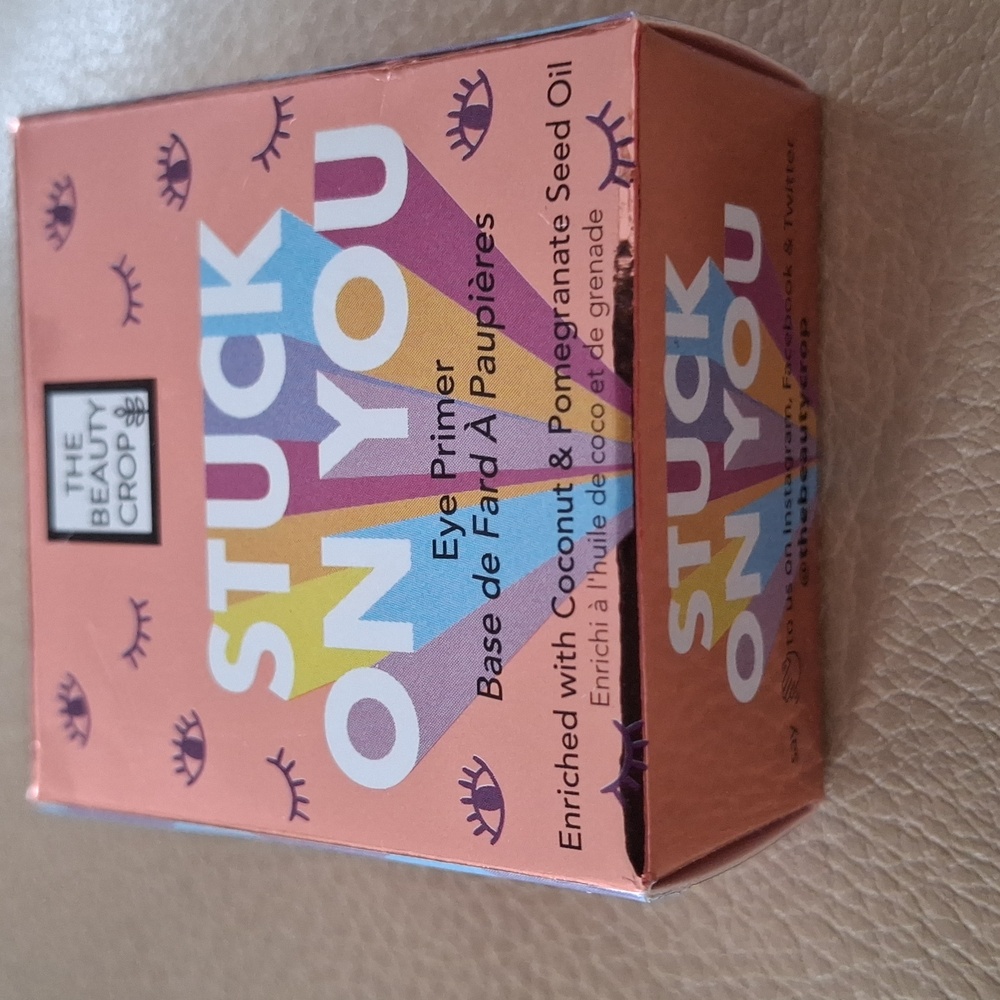 THE
BEAUTY
CROP
STUCK
ON YOU
Eye Primer
Base de Fard À Paupières
Enriched with Coconut & Pomegranate Seed Oil
Enrichi à l'huile de coco et de grenade
STUCK
ON YOU
say to us on Instagram, Facebook & Twitter
@thebeautycrop